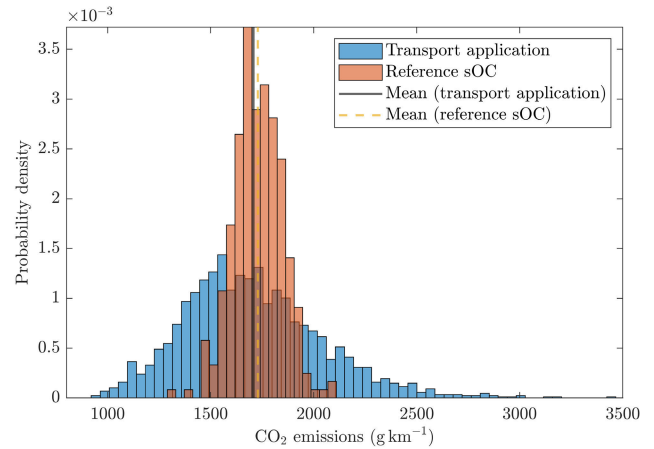 ×10⁻³
3.5
3
2.5
2
1.5
1
0.5
0
Probability density
Transport application
Reference sOC
Mean (transport application)
Mean (reference sOC)
1000 1500 2000 2500 3000 3500
CO₂ emissions (g km⁻¹)